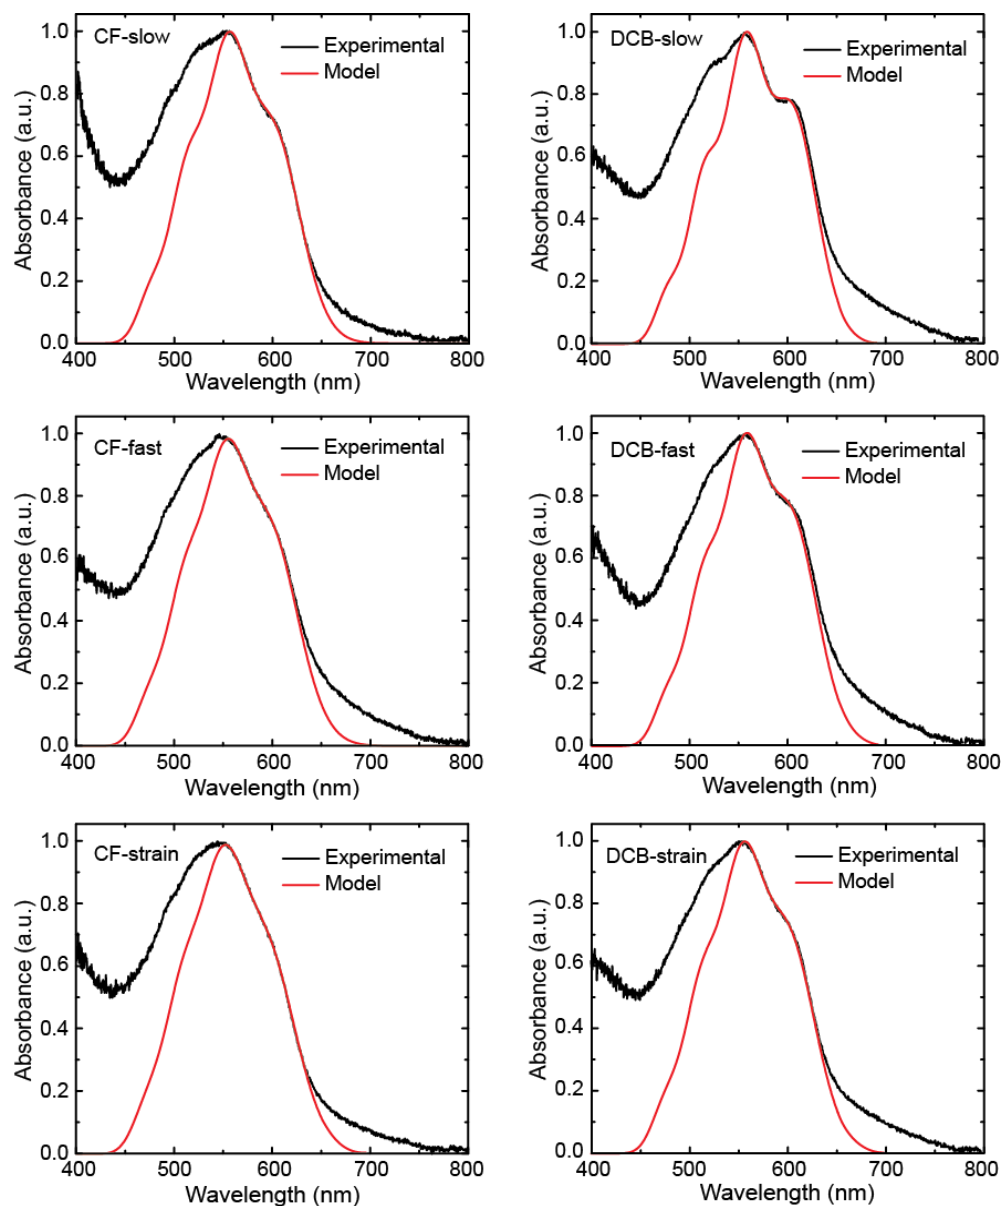 CF-slow
Experimental
Model
Absorbance (a.u.)
1.0
0.8
0.6
0.4
0.2
0.0
400 500 600 700 800
Wavelength (nm)
DCB-slow
Experimental
Model
Absorbance (a.u.)
1.0
0.8
0.6
0.4
0.2
0.0
400 500 600 700 800
Wavelength (nm)
CF-fast
Experimental
Model
Absorbance (a.u.)
1.0
0.8
0.6
0.4
0.2
0.0
400 500 600 700 800
Wavelength (nm)
DCB-fast
Experimental
Model
Absorbance (a.u.)
1.0
0.8
0.6
0.4
0.2
0.0
400 500 600 700 800
Wavelength (nm)
CF-strain
Experimental
Model
Absorbance (a.u.)
1.0
0.8
0.6
0.4
0.2
0.0
400 500 600 700 800
Wavelength (nm)
DCB-strain
Experimental
Model
Absorbance (a.u.)
1.0
0.8
0.6
0.4
0.2
0.0
400 500 600 700 800
Wavelength (nm)